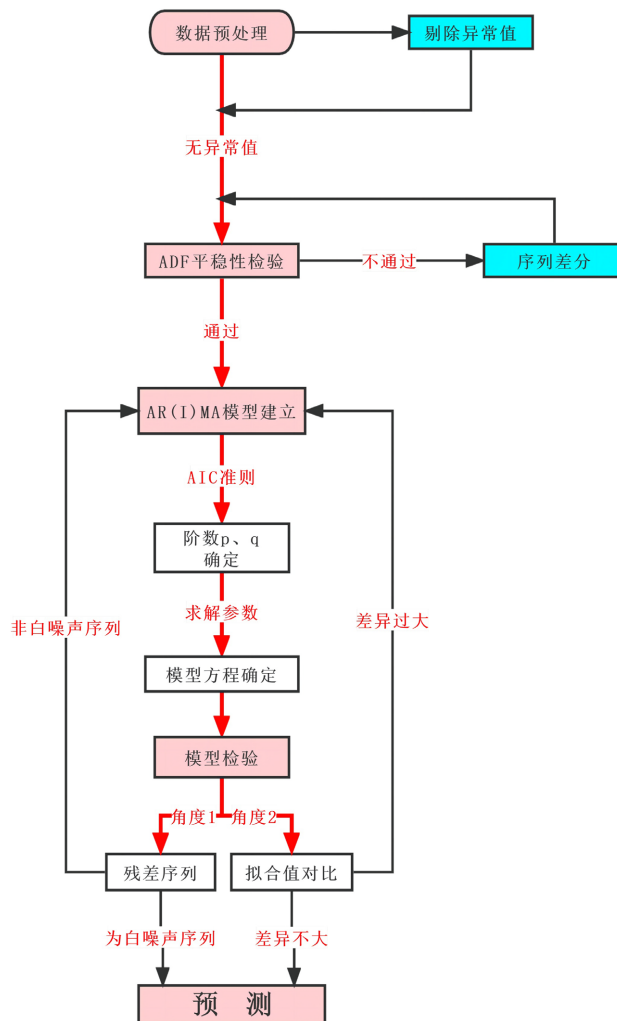 数据预处理
剔除异常值
无异常值
ADF平稳性检验
不通过
序列差分
通过
AR(I)MA模型建立
AIC准则
阶数p、q
确定
求解参数
非白噪声序列
差异过大
模型方程确定
模型检验
角度1
角度2
残差序列
拟合值对比
为白噪声序列
差异不大
预 测